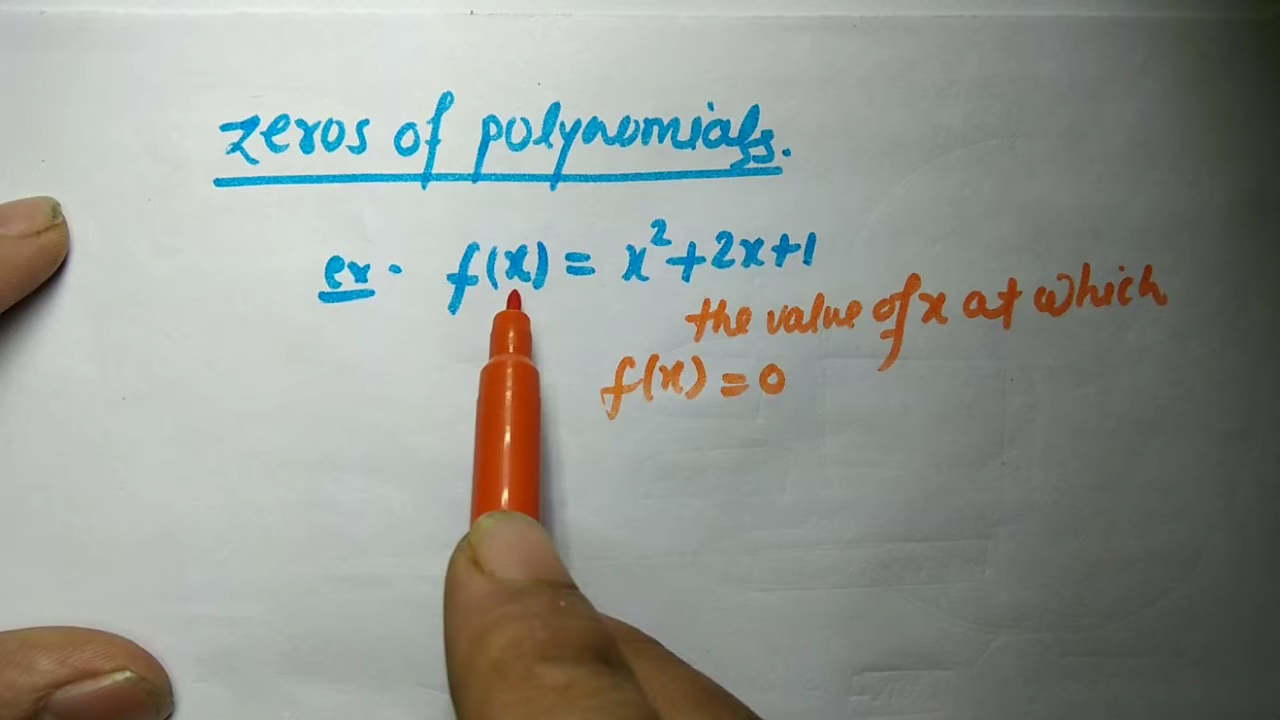 zeros of polynomials.
ex. f(x) = x²+2x+1
the value of x at which
f(x) = 0